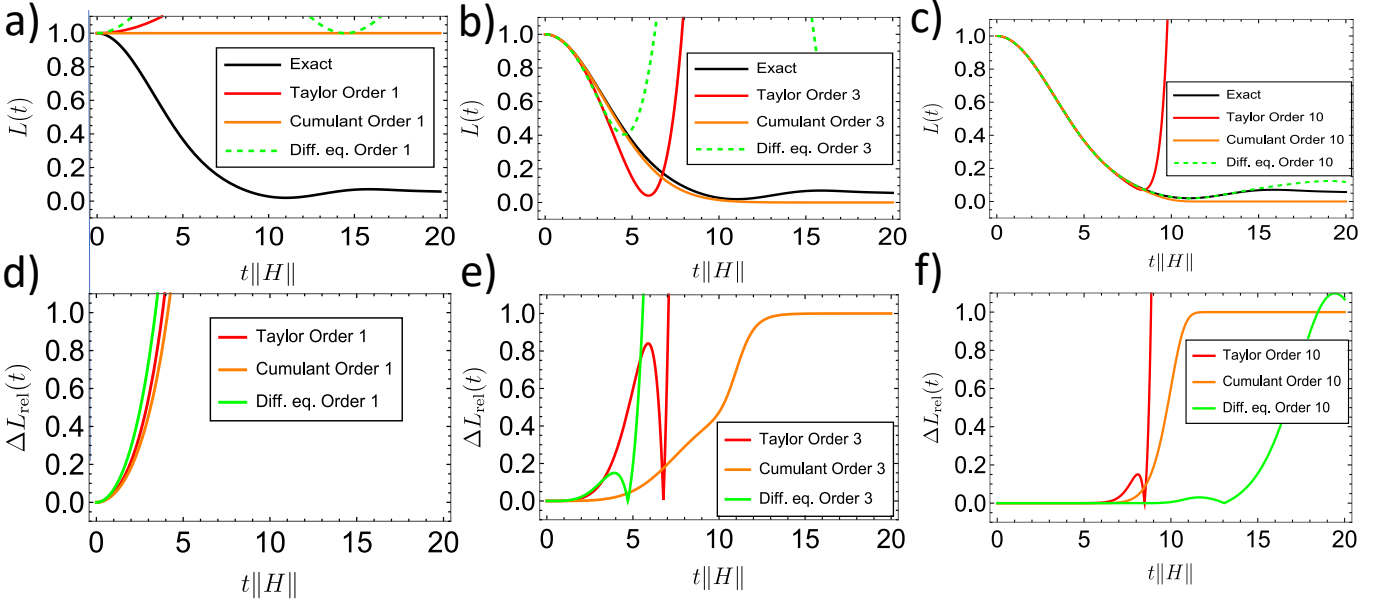 a)
L(t)
1.0
0.8
0.6
0.4
0.2
0.0
Exact
Taylor Order 1
Cumulant Order 1
Diff. eq. Order 1
0 5 10 15 20
t‖H‖
b)
L(t)
1.0
0.8
0.6
0.4
0.2
0.0
Exact
Taylor Order 3
Cumulant Order 3
Diff. eq. Order 3
0 5 10 15 20
t‖H‖
c)
L(t)
1.0
0.8
0.6
0.4
0.2
0.0
Exact
Taylor Order 10
Cumulant Order 10
Diff. eq. Order 10
0 5 10 15 20
t‖H‖
d)
ΔL_rel(t)
1.0
0.8
0.6
0.4
0.2
0.0
Taylor Order 1
Cumulant Order 1
Diff. eq. Order 1
0 5 10 15 20
t‖H‖
e)
ΔL_rel(t)
1.0
0.8
0.6
0.4
0.2
0.0
Taylor Order 3
Cumulant Order 3
Diff. eq. Order 3
0 5 10 15 20
t‖H‖
f)
ΔL_rel(t)
1.0
0.8
0.6
0.4
0.2
0.0
Taylor Order 10
Cumulant Order 10
Diff. eq. Order 10
0 5 10 15 20
t‖H‖